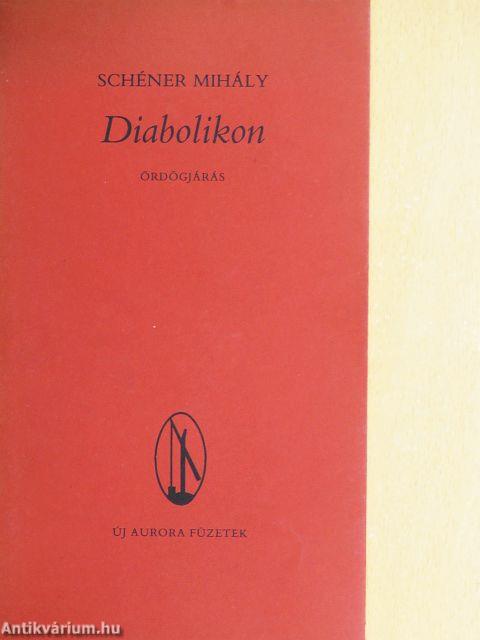 SCHÉNER MIHÁLY
Diabolikon
ÖRDÖGJÁRÁS
ÚJ AURORA FÜZETEK
Antikvárium.hu